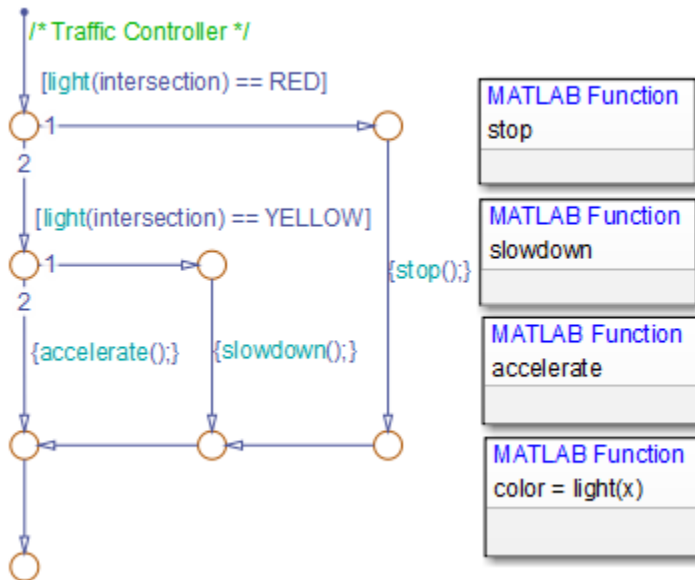 /* Traffic Controller */
[light(intersection) == RED]
1
2
[light(intersection) == YELLOW]
1
2
{stop();}
{accelerate();}
{slowdown();}
MATLAB Function
stop
MATLAB Function
slowdown
MATLAB Function
accelerate
MATLAB Function
color = light(x)